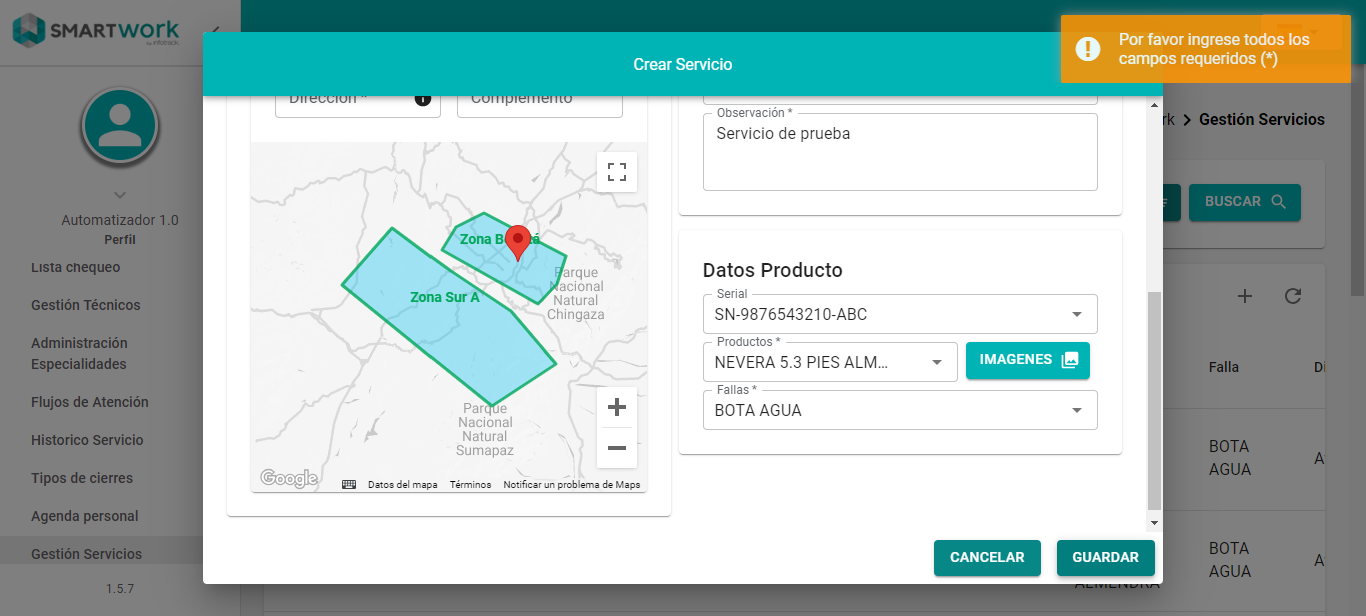 SMARTWORK
by infotrack
Por favor ingrese todos los
campos requeridos (*)
Crear Servicio
Gestión Servicios
BUSCAR
Automatizador 1.0
Perfil
Lista chequeo
Gestión Técnicos
Administración
Especialidades
Flujos de Atención
Historico Servicio
Tipos de cierres
Agenda personal
Gestión Servicios
1.5.7
Dirección *
Complemento
Zona Sur A
Parque
Nacional
Natural
Chingaza
Parque
Nacional
Natural
Sumapaz
Google
Datos del mapa
Términos
Notificar un problema de Maps
Observación *
Servicio de prueba
Datos Producto
Serial
SN-9876543210-ABC
Productos *
NEVERA 5.3 PIES ALM...
IMAGENES
Fallas *
BOTA AGUA
CANCELAR
GUARDAR
Falla
BOTA
AGUA
BOTA
AGUA
ALMENDRA